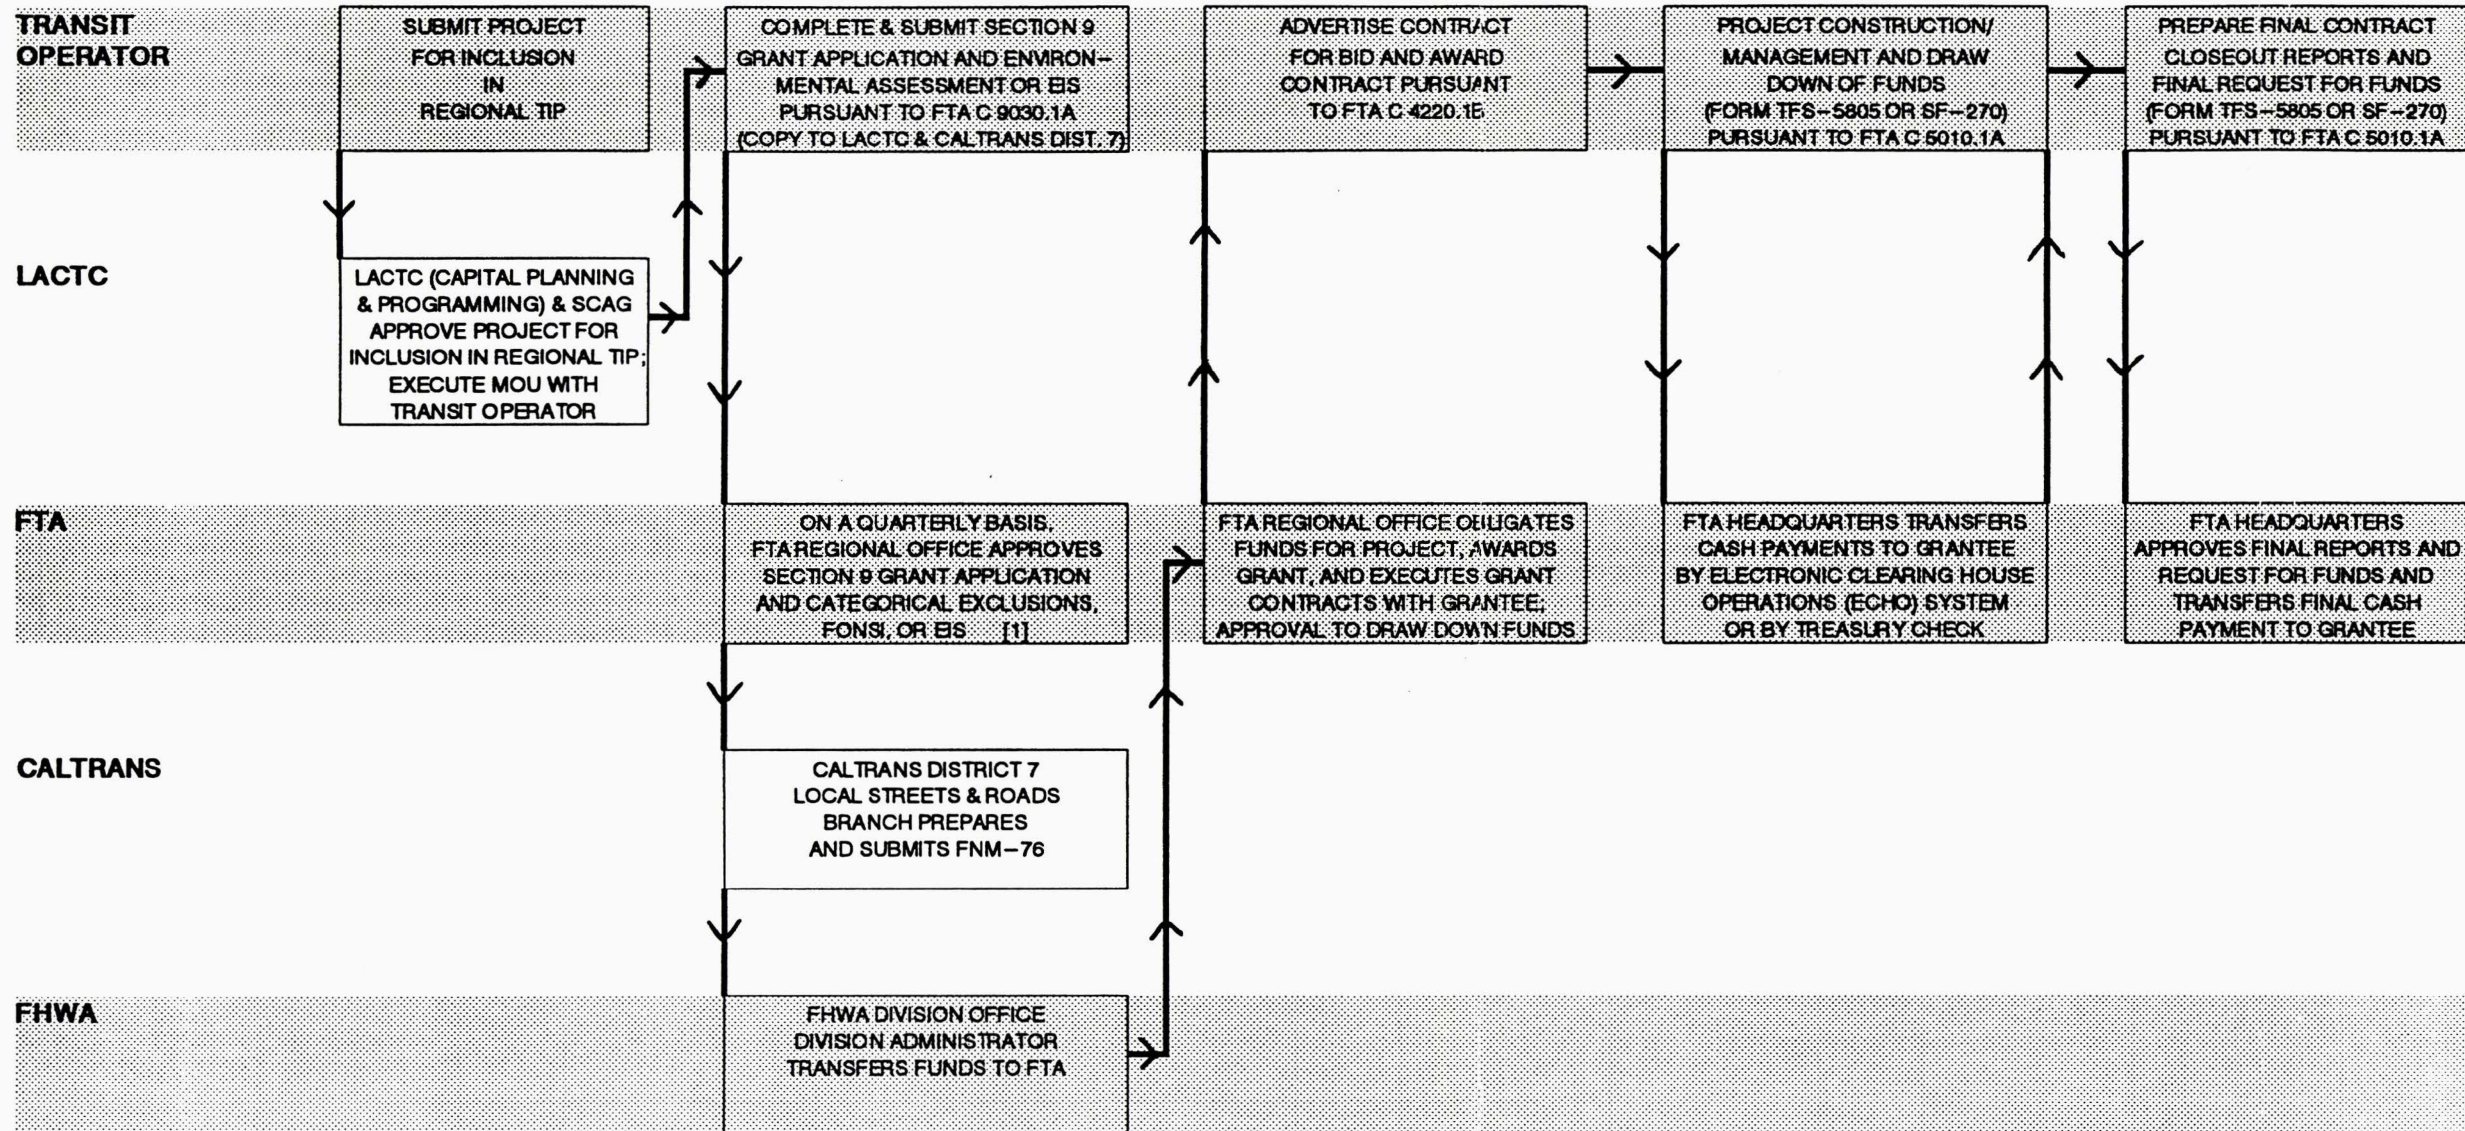 TRANSIT
OPERATOR
SUBMIT PROJECT
FOR INCLUSION
IN
REGIONAL TIP
COMPLETE & SUBMIT SECTION 9
GRANT APPLICATION AND ENVIRON-
MENTAL ASSESSMENT OR EIS
PURSUANT TO FTA C 9030.1A
(COPY TO LACTC & CALTRANS DIST. 7)
ADVERTISE CONTRACT
FOR BID AND AWARD
CONTRACT PURSUANT
TO FTA C 4220.1B
PROJECT CONSTRUCTION/
MANAGEMENT AND DRAW
DOWN OF FUNDS
(FORM TFS-5805 OR SF-270)
PURSUANT TO FTA C 5010.1A
PREPARE FINAL CONTRACT
CLOSEOUT REPORTS AND
FINAL REQUEST FOR FUNDS
(FORM TFS-5805 OR SF-270)
PURSUANT TO FTA C 5010.1A
LACTC
LACTC (CAPITAL PLANNING
& PROGRAMMING) & SCAG
APPROVE PROJECT FOR
INCLUSION IN REGIONAL TIP;
EXECUTE MOU WITH
TRANSIT OPERATOR
FTA
ON A QUARTERLY BASIS,
FTA REGIONAL OFFICE APPROVES
SECTION 9 GRANT APPLICATION
AND CATEGORICAL EXCLUSIONS,
FONSI, OR EIS [1]
FTA REGIONAL OFFICE OBLIGATES
FUNDS FOR PROJECT, AWARDS
GRANT, AND EXECUTES GRANT
CONTRACTS WITH GRANTEE;
APPROVAL TO DRAW DOWN FUNDS
FTA HEADQUARTERS TRANSFERS
CASH PAYMENTS TO GRANTEE
BY ELECTRONIC CLEARING HOUSE
OPERATIONS (ECHO) SYSTEM
OR BY TREASURY CHECK
FTA HEADQUARTERS
APPROVES FINAL REPORTS AND
REQUEST FOR FUNDS AND
TRANSFERS FINAL CASH
PAYMENT TO GRANTEE
CALTRANS
CALTRANS DISTRICT 7
LOCAL STREETS & ROADS
BRANCH PREPARES
AND SUBMITS FNM-76
FHWA
FHWA DIVISION OFFICE
DIVISION ADMINISTRATOR
TRANSFERS FUNDS TO FTA